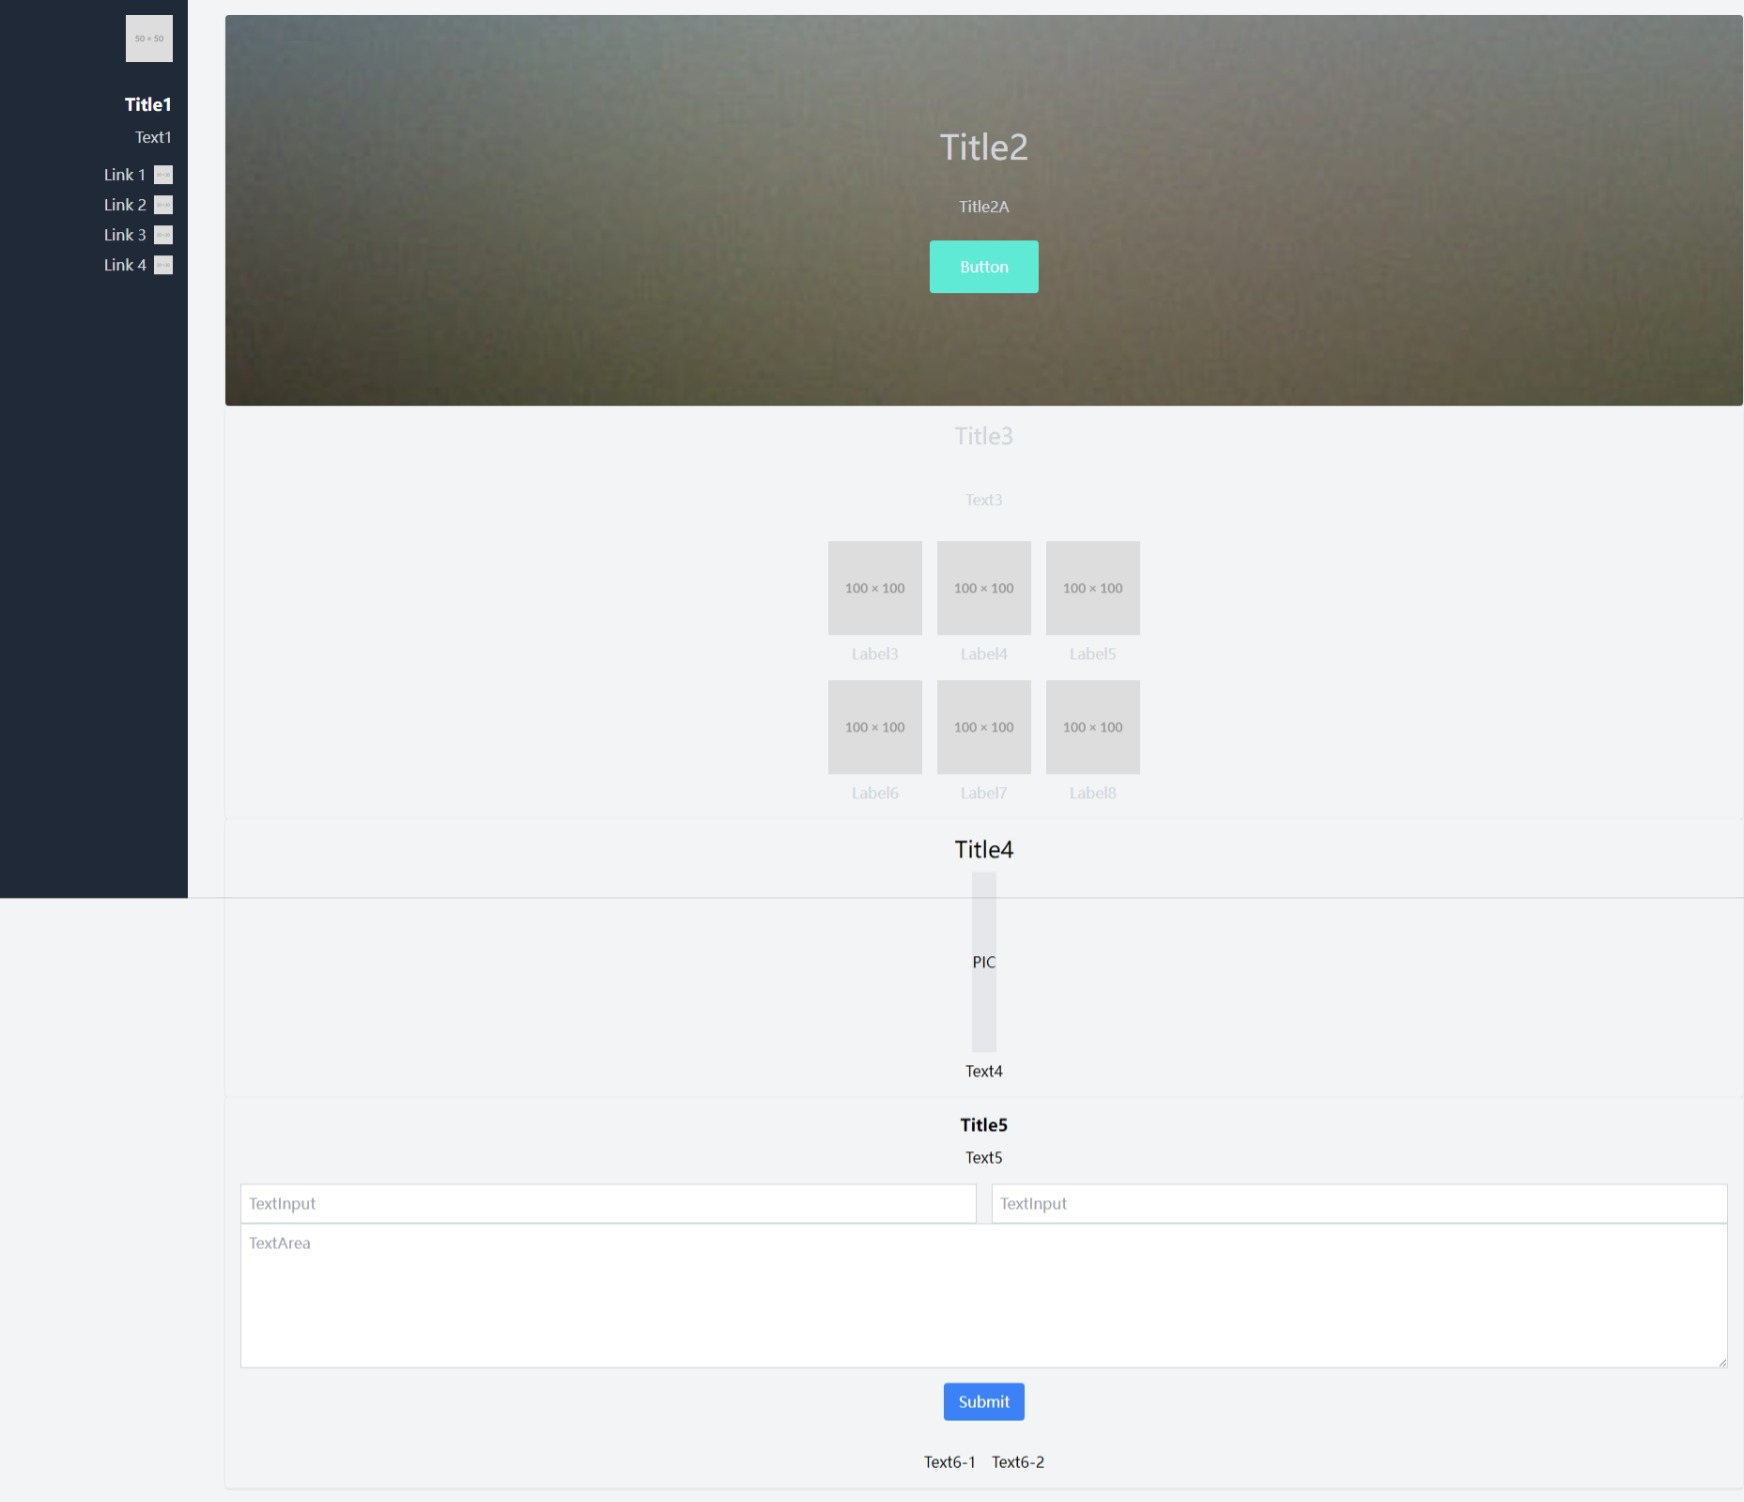 50 × 50
Title1
Text1
Link 1
Link 2
Link 3
Link 4
Title2
Title2A
Button
Title3
Text3
100 × 100 100 × 100 100 × 100
Label3 Label4 Label5
100 × 100 100 × 100 100 × 100
Label6 Label7 Label8
Title4
PIC
Text4
Title5
Text5
TextInput TextInput
TextArea
Submit
Text6-1 Text6-2